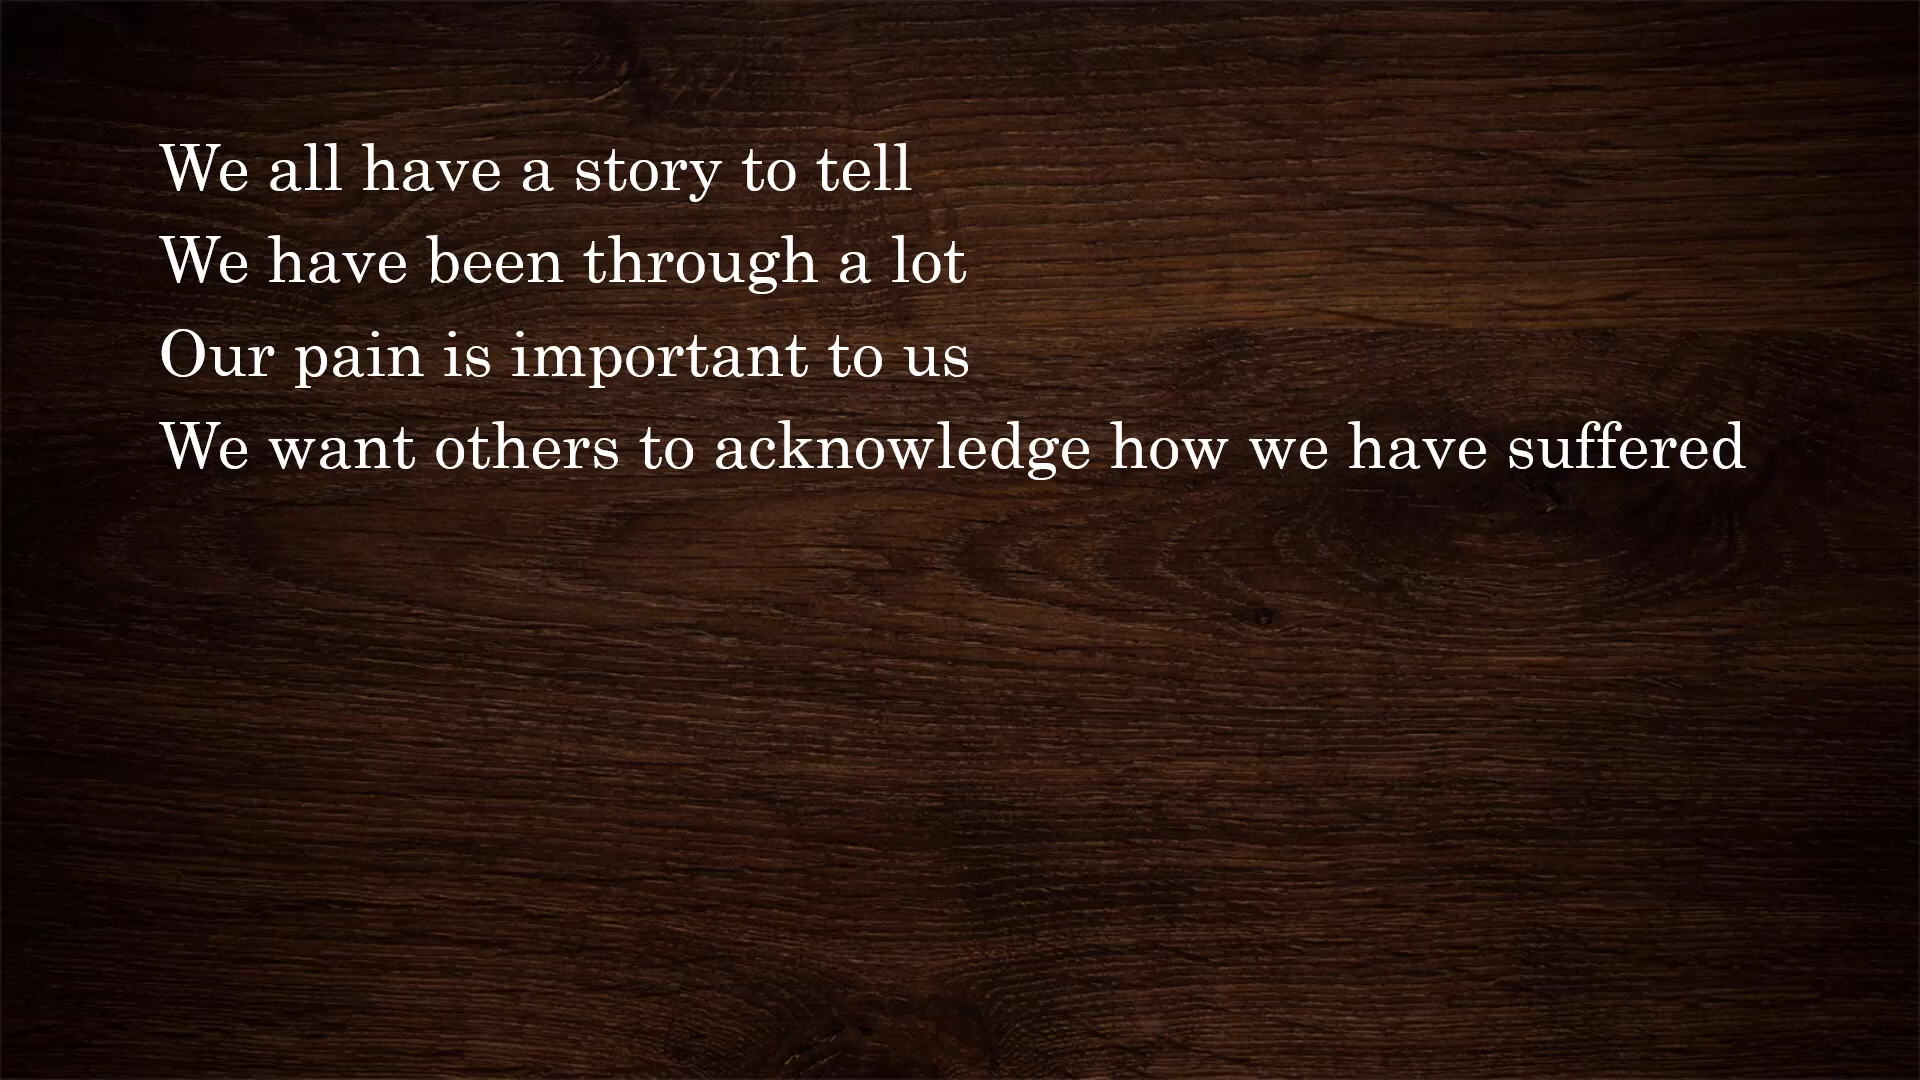 We all have a story to tell
We have been through a lot
Our pain is important to us
We want others to acknowledge how we have suffered